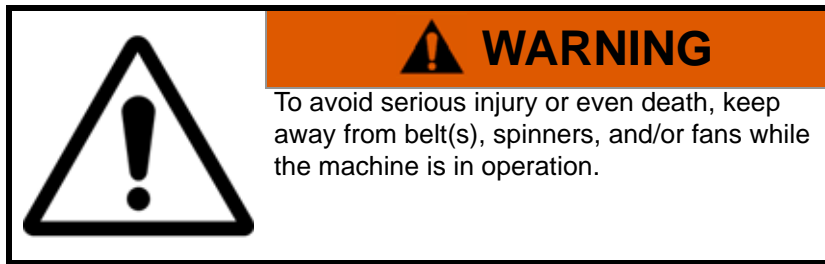 WARNING
To avoid serious injury or even death, keep
away from belt(s), spinners, and/or fans while
the machine is in operation.